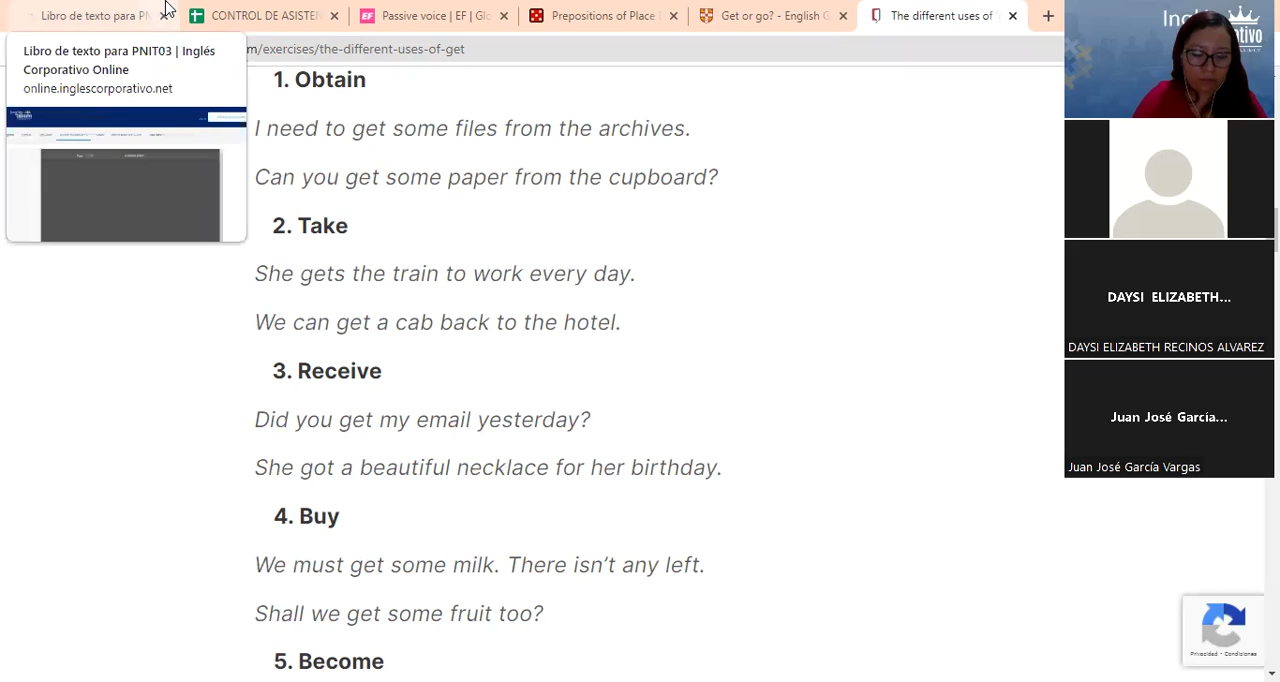 Libro de texto para PN
CONTROL DE ASISTEN
EF Passive voice | EF | Glo
Prepositions of Place
Get or go? - English G
The different uses of
Libro de texto para PNIT03 | Inglés
Corporativo Online
online.inglescorporativo.net
m/exercises/the-different-uses-of-get
1. Obtain
I need to get some files from the archives.
Can you get some paper from the cupboard?
2. Take
She gets the train to work every day.
We can get a cab back to the hotel.
3. Receive
Did you get my email yesterday?
She got a beautiful necklace for her birthday.
4. Buy
We must get some milk. There isn't any left.
Shall we get some fruit too?
5. Become
DAYSI ELIZABETH...
DAYSI ELIZABETH RECINOS ALVAREZ
Juan José García...
Juan José García Vargas
Privacidad - Condiciones